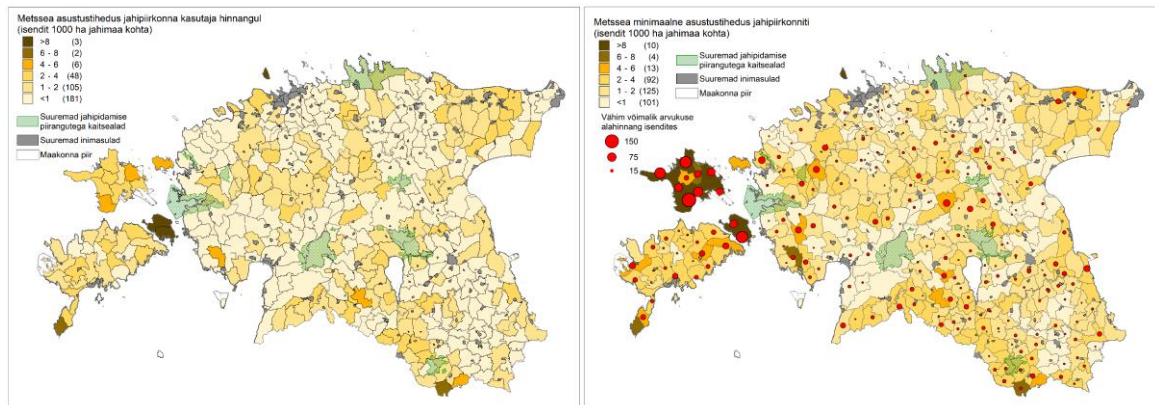 Metssea asustustihedus jahipiirkonna kasutaja hinnangul
(isendit 1000 ha jahimaa kohta)
>8 (3)
6 - 8 (2)
4 - 6 (6)
2 - 4 (48)
1 - 2 (105)
<1 (181)
Suuremad jahipidamise
piirangutega kaitsealad
Suuremad inimasulad
Maakonna piir
Metssea minimaalne asustustihedus jahipiirkonniti
(isendit 1000 ha jahimaa kohta)
>8 (10)
6 - 8 (4)
4 - 6 (13)
2 - 4 (92)
1 - 2 (125)
<1 (101)
Suuremad jahipidamise
piirangutega kaitsealad
Suuremad inimasulad
Maakonna piir
Vähim võimalik arvukuse
alahinnang isendites
150
75
15